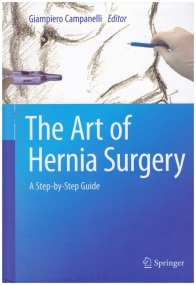 Giampiero Campanelli Editor
The Art of
Hernia Surgery
A Step-by-Step Guide
Springer